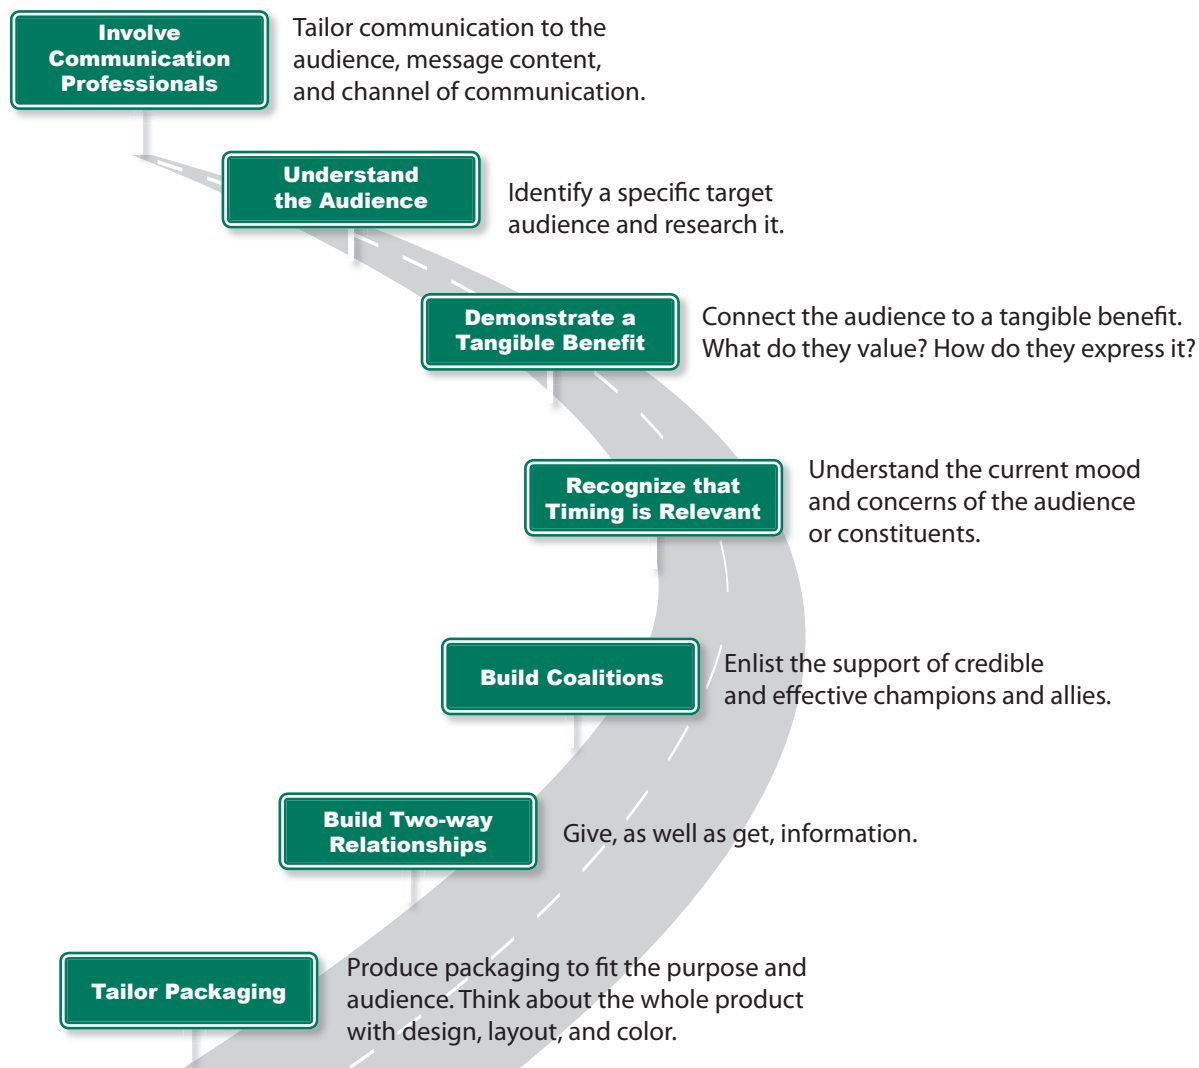 Involve
Communication
Professionals
Tailor communication to the
audience, message content,
and channel of communication.
Understand
the Audience
Identify a specific target
audience and research it.
Demonstrate a
Tangible Benefit
Connect the audience to a tangible benefit.
What do they value? How do they express it?
Recognize that
Timing is Relevant
Understand the current mood
and concerns of the audience
or constituents.
Build Coalitions
Enlist the support of credible
and effective champions and allies.
Build Two-way
Relationships
Give, as well as get, information.
Tailor Packaging
Produce packaging to fit the purpose and
audience. Think about the whole product
with design, layout, and color.